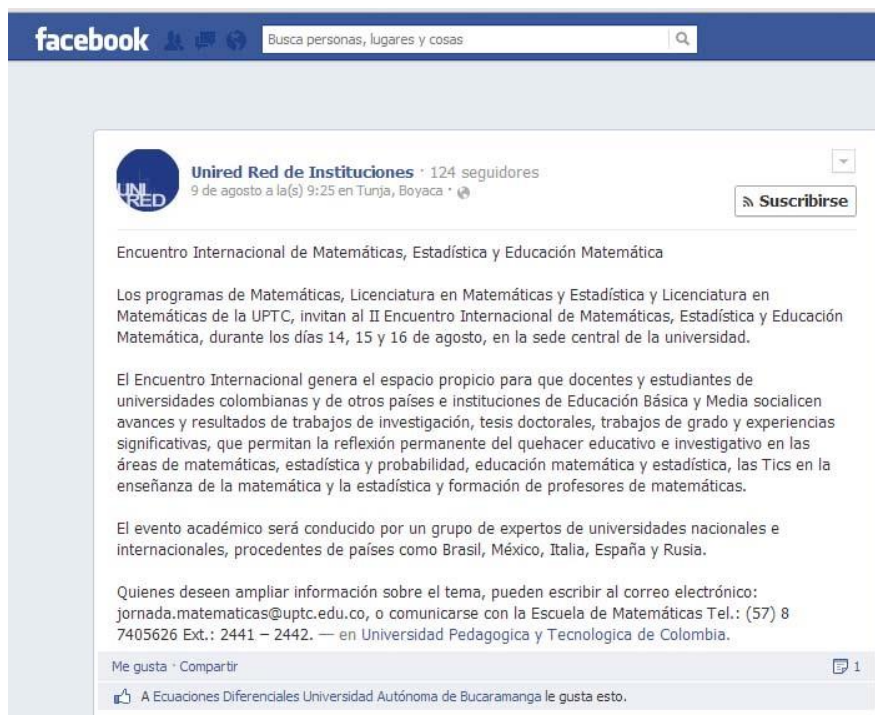 facebook
Busca personas, lugares y cosas
UNI
RED
Unired Red de Instituciones · 124 seguidores
9 de agosto a la(s) 9:25 en Tunja, Boyaca ·
Suscribirse
Encuentro Internacional de Matemáticas, Estadística y Educación Matemática
Los programas de Matemáticas, Licenciatura en Matemáticas y Estadística y Licenciatura en
Matemáticas de la UPTC, invitan al II Encuentro Internacional de Matemáticas, Estadística y Educación
Matemática, durante los días 14, 15 y 16 de agosto, en la sede central de la universidad.
El Encuentro Internacional genera el espacio propicio para que docentes y estudiantes de
universidades colombianas y de otros países e instituciones de Educación Básica y Media socialicen
avances y resultados de trabajos de investigación, tesis doctorales, trabajos de grado y experiencias
significativas, que permitan la reflexión permanente del quehacer educativo e investigativo en las
áreas de matemáticas, estadística y probabilidad, educación matemática y estadística, las Tics en la
enseñanza de la matemática y la estadística y formación de profesores de matemáticas.
El evento académico será conducido por un grupo de expertos de universidades nacionales e
internacionales, procedentes de países como Brasil, México, Italia, España y Rusia.
Quienes deseen ampliar información sobre el tema, pueden escribir al correo electrónico:
jornada.matematicas@uptc.edu.co, o comunicarse con la Escuela de Matemáticas Tel.: (57) 8
7405626 Ext.: 2441 – 2442. — en Universidad Pedagogica y Tecnologica de Colombia.
Me gusta · Compartir 1
A Ecuaciones Diferenciales Universidad Autónoma de Bucaramanga le gusta esto.